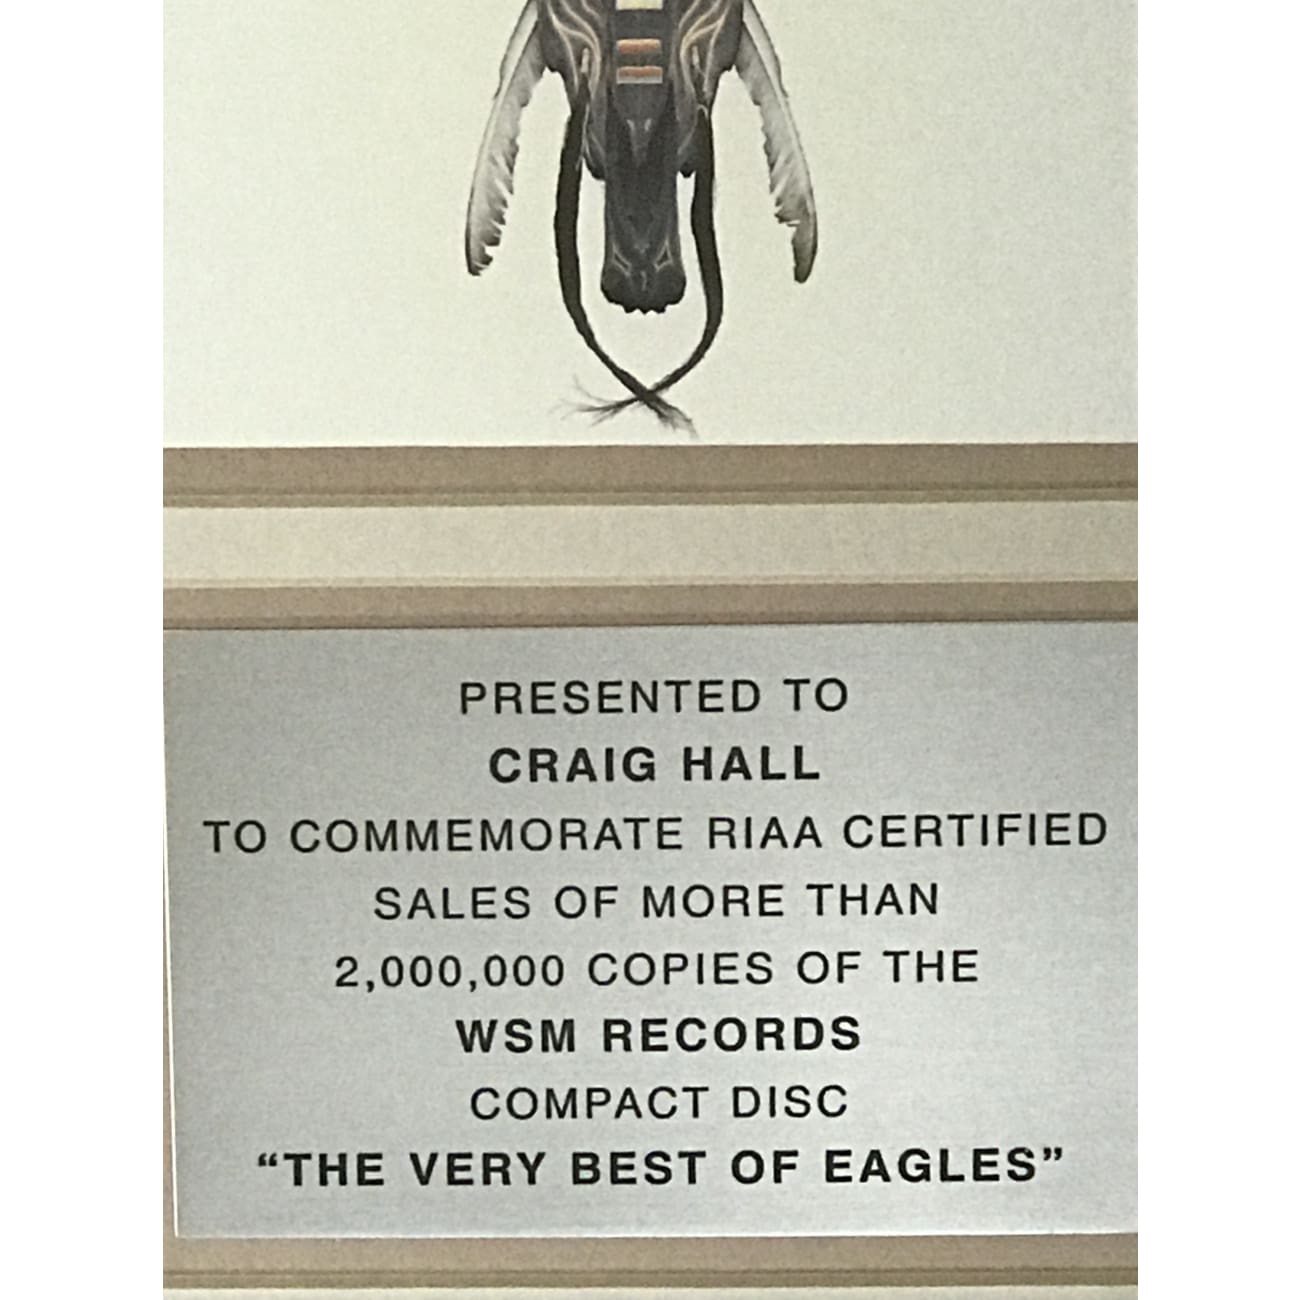 PRESENTED TO
CRAIG HALL
TO COMMEMORATE RIAA CERTIFIED
SALES OF MORE THAN
2,000,000 COPIES OF THE
WSM RECORDS
COMPACT DISC
“THE VERY BEST OF EAGLES”